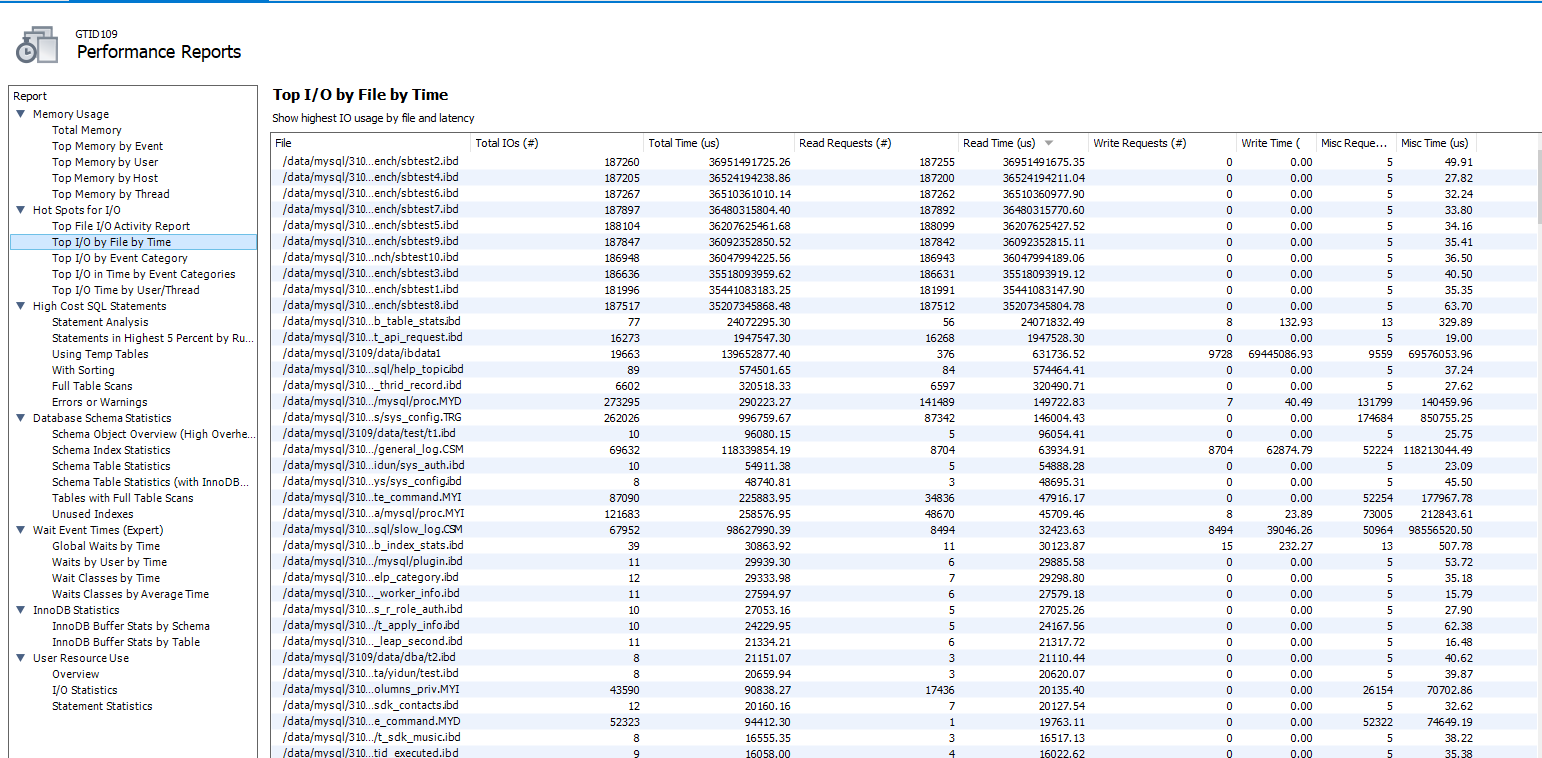 GTID109
Performance Reports
Report
Memory Usage
Total Memory
Top Memory by Event
Top Memory by User
Top Memory by Host
Top Memory by Thread
Hot Spots for I/O
Top File I/O Activity Report
Top I/O by File by Time
Top I/O by Event Category
Top I/O in Time by Event Categories
Top I/O Time by User/Thread
High Cost SQL Statements
Statement Analysis
Statements in Highest 5 Percent by Ru...
Using Temp Tables
With Sorting
Full Table Scans
Errors or Warnings
Database Schema Statistics
Schema Object Overview (High Overhe...
Schema Index Statistics
Schema Table Statistics
Schema Table Statistics (with InnoDB...
Tables with Full Table Scans
Unused Indexes
Wait Event Times (Expert)
Global Waits by Time
Waits by User by Time
Wait Classes by Time
Waits Classes by Average Time
InnoDB Statistics
InnoDB Buffer Stats by Schema
InnoDB Buffer Stats by Table
User Resource Use
Overview
I/O Statistics
Statement Statistics
Top I/O by File by Time
Show highest IO usage by file and latency
File Total IOs (#) Total Time (us) Read Requests (#) Read Time (us) Write Requests (#) Write Time ( Misc Reque... Misc Time (us)
/data/mysql/310...ench/sbtest2.ibd 187260 36951491725.26 187255 36951491675.35 0 0.00 5 49.91
/data/mysql/310...ench/sbtest4.ibd 187205 36524194238.86 187200 36524194211.04 0 0.00 5 27.82
/data/mysql/310...ench/sbtest6.ibd 187267 36510361010.14 187262 36510360977.90 0 0.00 5 32.24
/data/mysql/310...ench/sbtest7.ibd 187897 36480315804.40 187892 36480315770.60 0 0.00 5 33.80
/data/mysql/310...ench/sbtest5.ibd 188104 36207625461.68 188099 36207625427.52 0 0.00 5 34.16
/data/mysql/310...ench/sbtest9.ibd 187847 36092352850.52 187842 36092352815.11 0 0.00 5 35.41
/data/mysql/310...nch/sbtest10.ibd 186948 36047994225.56 186943 36047994189.06 0 0.00 5 36.50
/data/mysql/310...ench/sbtest3.ibd 186636 35518093959.62 186631 35518093919.12 0 0.00 5 40.50
/data/mysql/310...ench/sbtest1.ibd 181996 35441083183.25 181991 35441083147.90 0 0.00 5 35.35
/data/mysql/310...ench/sbtest8.ibd 187517 35207345868.48 187512 35207345804.78 0 0.00 5 63.70
/data/mysql/310...b_table_stats.ibd 77 24072295.30 56 24071832.49 8 132.93 13 329.89
/data/mysql/310...t_api_request.ibd 16273 1947547.30 16268 1947528.30 0 0.00 5 19.00
/data/mysql/3109/data/ibdata1 19663 139652877.40 376 631736.52 9728 69445086.93 9559 69576053.96
/data/mysql/310...sql/help_topic.ibd 89 574501.65 84 574464.41 0 0.00 5 37.24
/data/mysql/310..._thrid_record.ibd 6602 320518.33 6597 320490.71 0 0.00 5 27.62
/data/mysql/310.../mysql/proc.MYD 273295 290223.27 141489 149722.83 7 40.49 131799 140459.96
/data/mysql/310...s/sys_config.TRG 262026 996759.67 87342 146004.43 0 0.00 174684 850755.25
/data/mysql/3109/data/test/t1.ibd 10 96080.15 5 96054.41 0 0.00 5 25.75
/data/mysql/310.../general_log.CSM 69632 118339854.19 8704 63934.91 8704 62874.79 52224 118213044.49
/data/mysql/310...idun/sys_auth.ibd 10 54911.38 5 54888.28 0 0.00 5 23.09
/data/mysql/310...ys/sys_config.ibd 8 48740.81 3 48695.31 0 0.00 5 45.50
/data/mysql/310...te_command.MYI 87090 225883.95 34836 47916.17 0 0.00 52254 177967.78
/data/mysql/310...a/mysql/proc.MYI 121683 258576.95 48670 45709.46 8 23.89 73005 212843.61
/data/mysql/310...sql/slow_log.CSM 67952 98627990.39 8494 32423.63 8494 39046.26 50964 98556520.50
/data/mysql/310...b_index_stats.ibd 39 30863.92 11 30123.87 15 232.27 13 507.78
/data/mysql/310.../mysql/plugin.ibd 11 29939.30 6 29885.58 0 0.00 5 53.72
/data/mysql/310...elp_category.ibd 12 29333.98 7 29298.80 0 0.00 5 35.18
/data/mysql/310..._worker_info.ibd 11 27594.97 6 27579.18 0 0.00 5 15.79
/data/mysql/310...s_r_role_auth.ibd 10 27053.16 5 27025.26 0 0.00 5 27.90
/data/mysql/310.../t_apply_info.ibd 10 24229.95 5 24167.56 0 0.00 5 62.38
/data/mysql/310..._leap_second.ibd 11 21334.21 6 21317.72 0 0.00 5 16.48
/data/mysql/3109/data/dba/t2.ibd 8 21151.07 3 21110.44 0 0.00 5 40.62
/data/mysql/310...ta/yidun/test.ibd 8 20659.94 3 20620.07 0 0.00 5 39.87
/data/mysql/310...olumns_priv.MYI 43590 90838.27 17436 20135.40 0 0.00 26154 70702.86
/data/mysql/310...sdk_contacts.ibd 12 20160.16 7 20127.54 0 0.00 5 32.62
/data/mysql/310...e_command.MYD 52323 94412.30 1 19763.11 0 0.00 52322 74649.19
/data/mysql/310.../t_sdk_music.ibd 8 16555.35 3 16517.13 0 0.00 5 38.22
/data/mysql/310...tid_executed.ibd 9 16058.00 4 16022.62 0 0.00 5 35.38